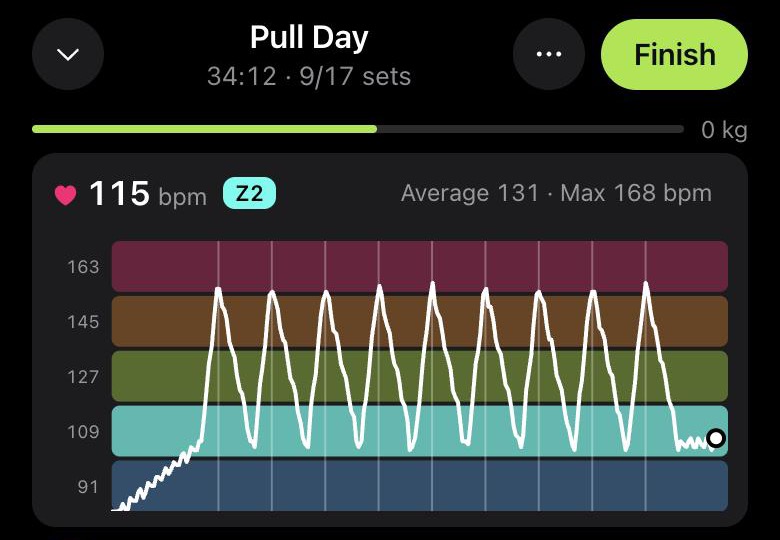 Pull Day
34:12 · 9/17 sets
Finish
0 kg
115 bpm Z2
Average 131 · Max 168 bpm
163
145
127
109
91